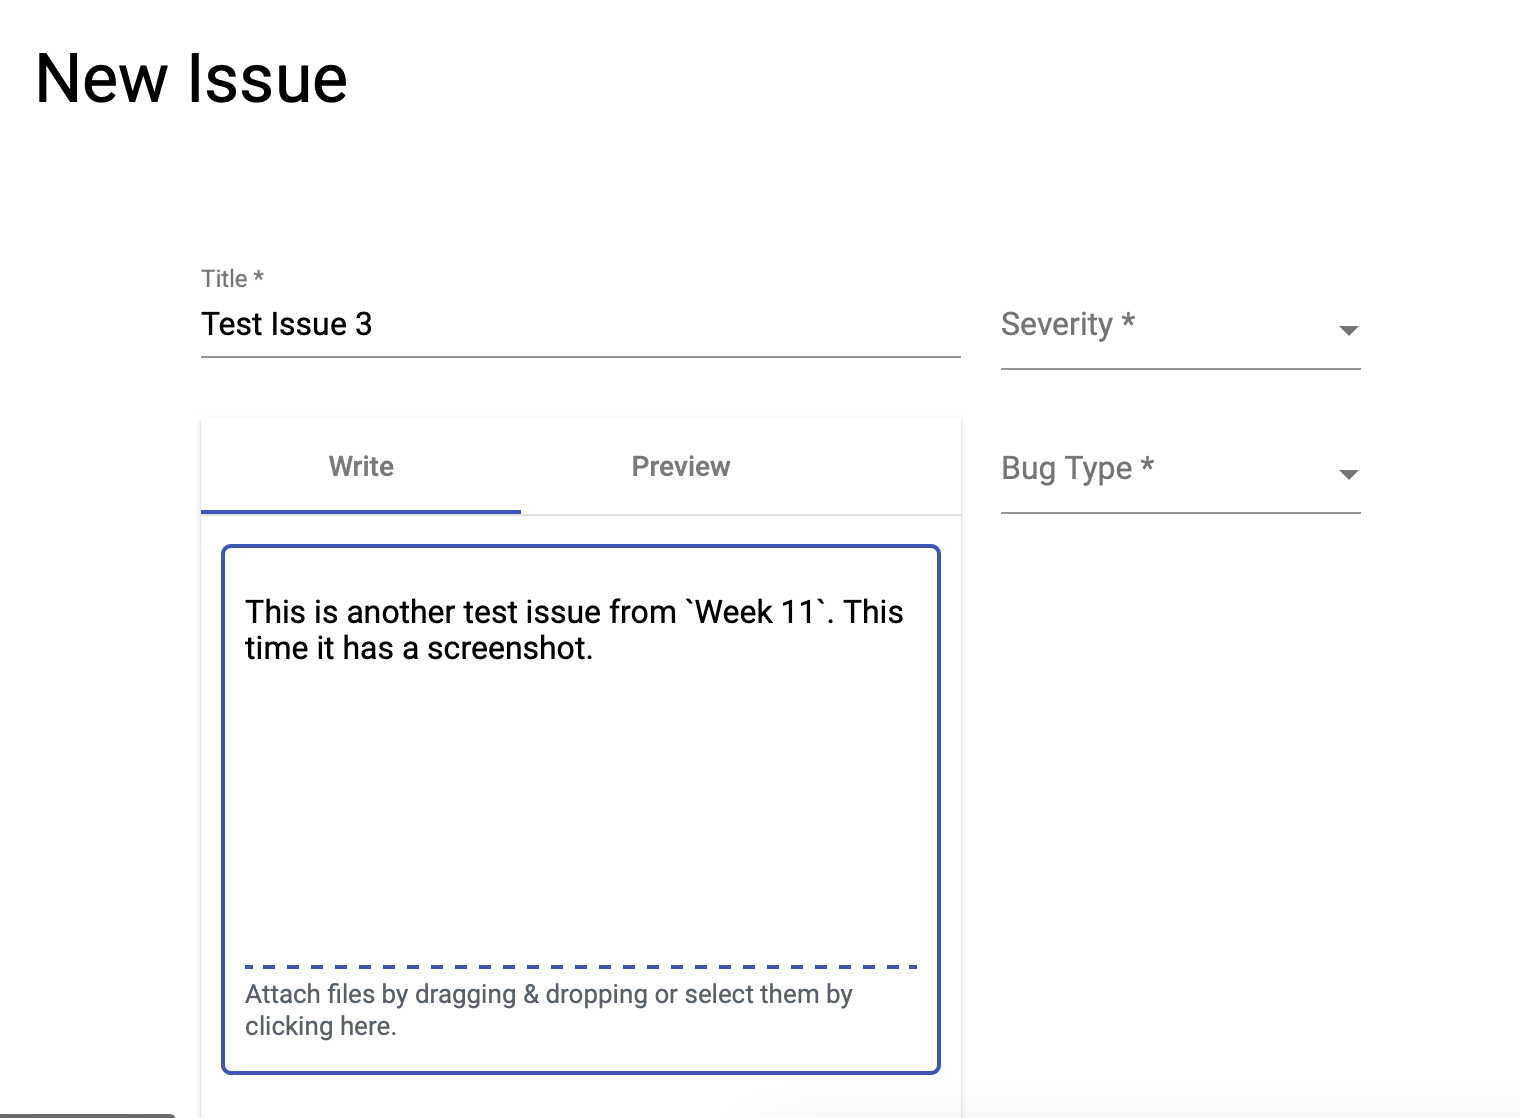 New Issue
Title *
Test Issue 3
Severity *
Write
Preview
Bug Type *
This is another test issue from `Week 11`. This
time it has a screenshot.
Attach files by dragging & dropping or select them by
clicking here.